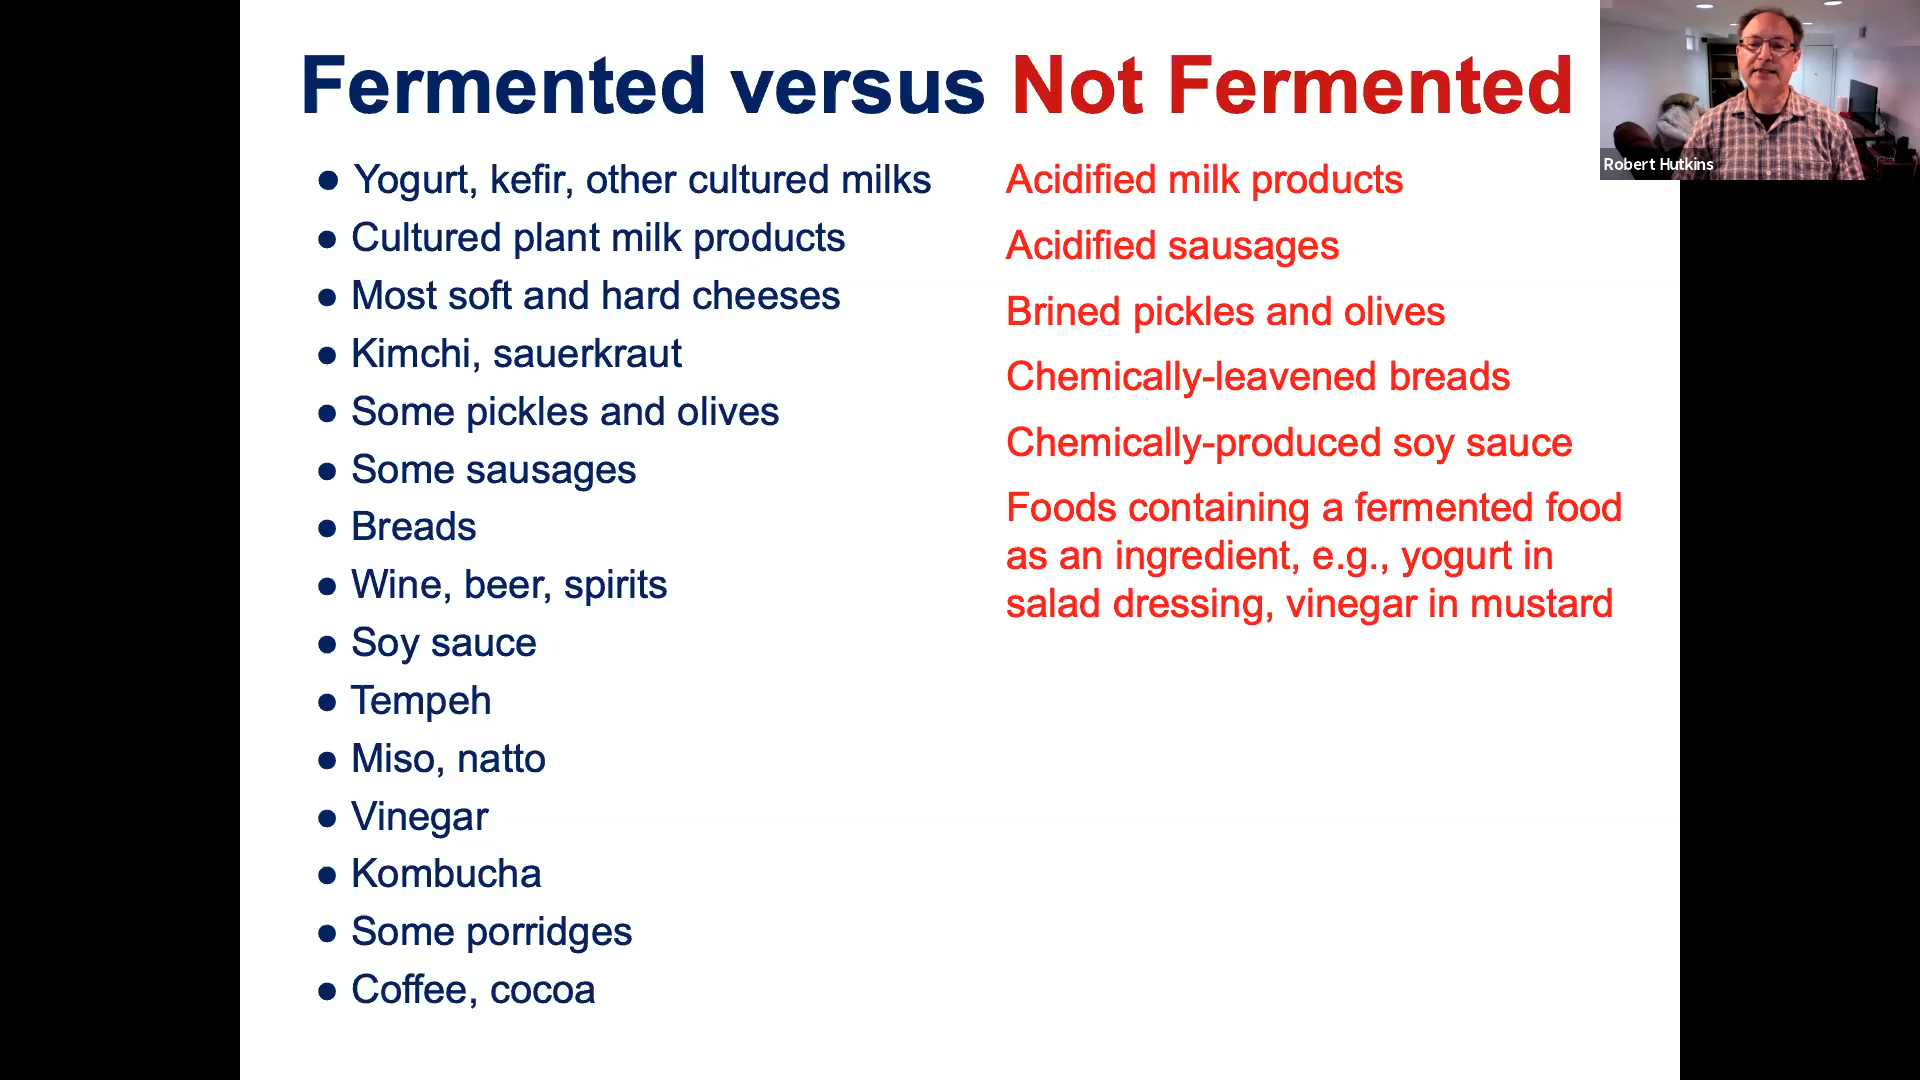 Fermented versus Not Fermented
● Yogurt, kefir, other cultured milks
● Cultured plant milk products
● Most soft and hard cheeses
● Kimchi, sauerkraut
● Some pickles and olives
● Some sausages
● Breads
● Wine, beer, spirits
● Soy sauce
● Tempeh
● Miso, natto
● Vinegar
● Kombucha
● Some porridges
● Coffee, cocoa
Acidified milk products
Acidified sausages
Brined pickles and olives
Chemically-leavened breads
Chemically-produced soy sauce
Foods containing a fermented food
as an ingredient, e.g., yogurt in
salad dressing, vinegar in mustard
Robert Hutkins